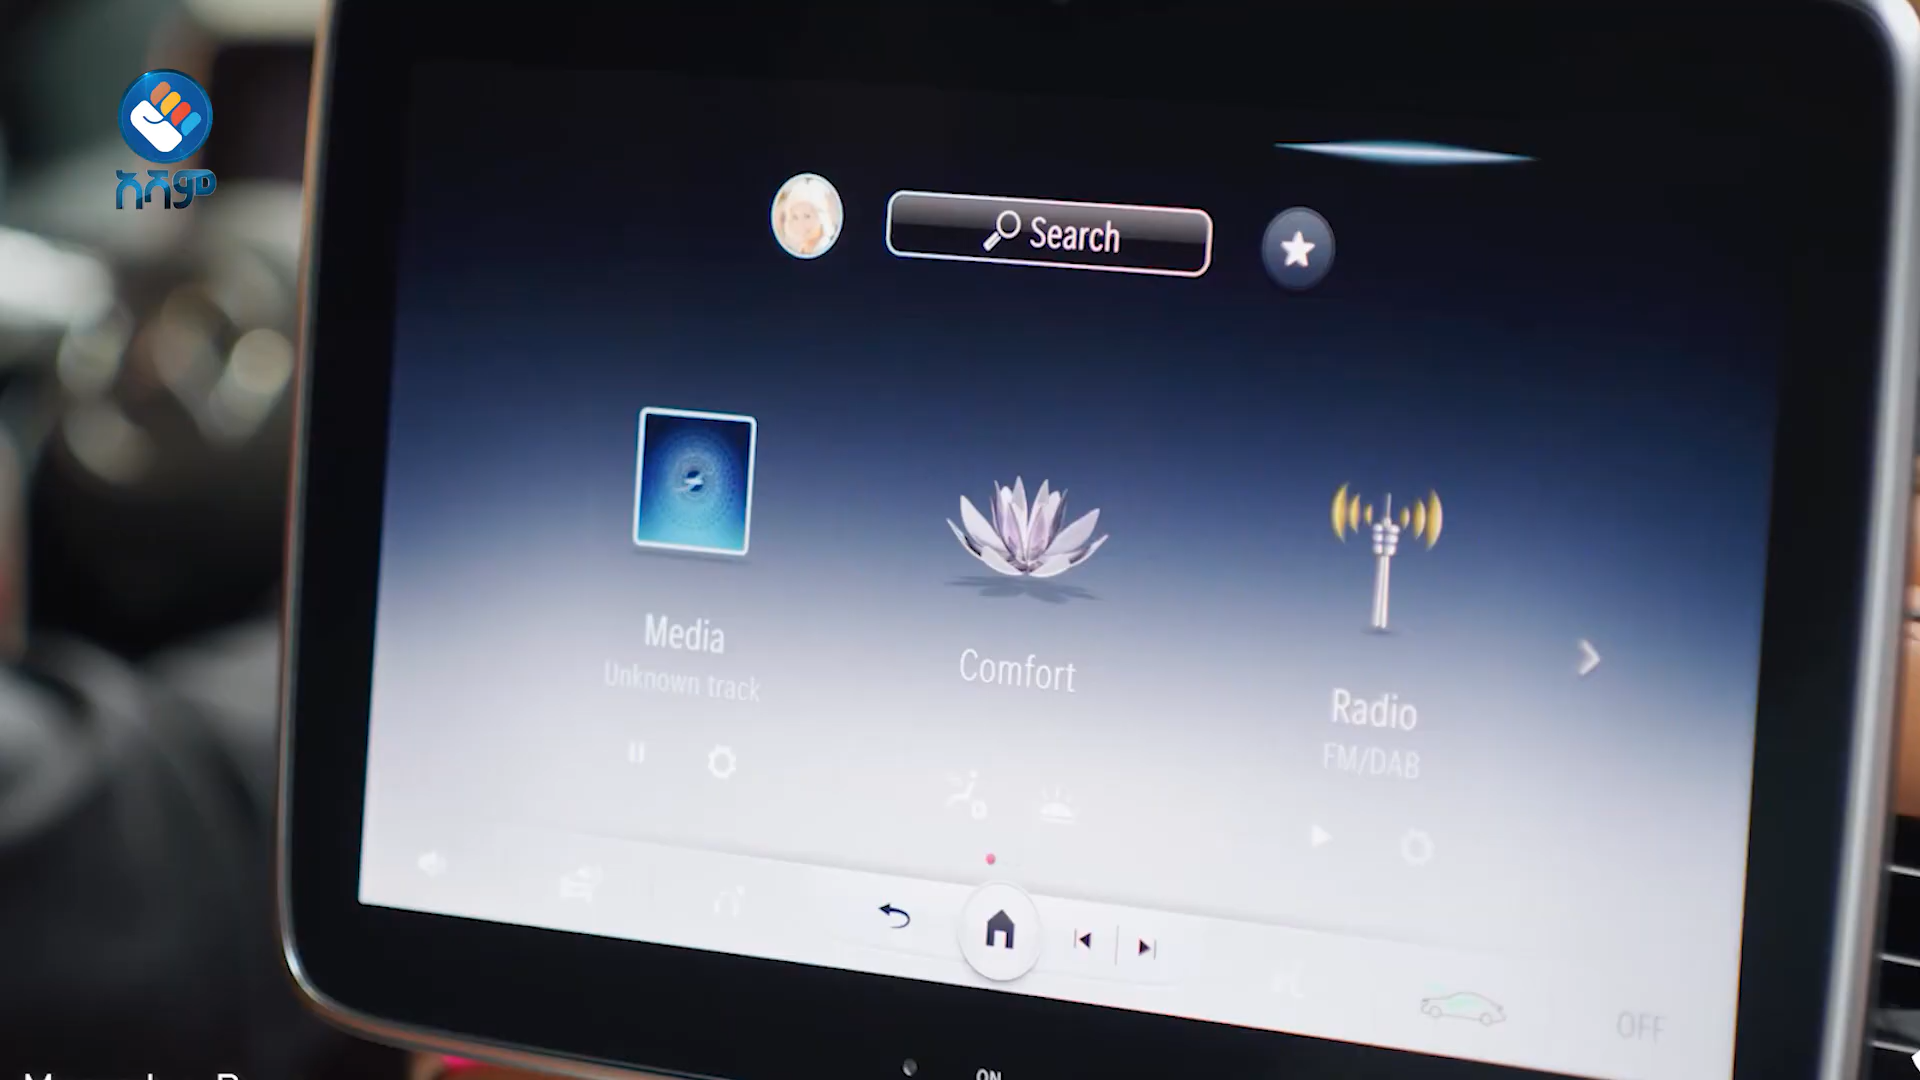 አሻም
Search
Media
Unknown track
Comfort
Radio
FM/DAB
OFF
ON